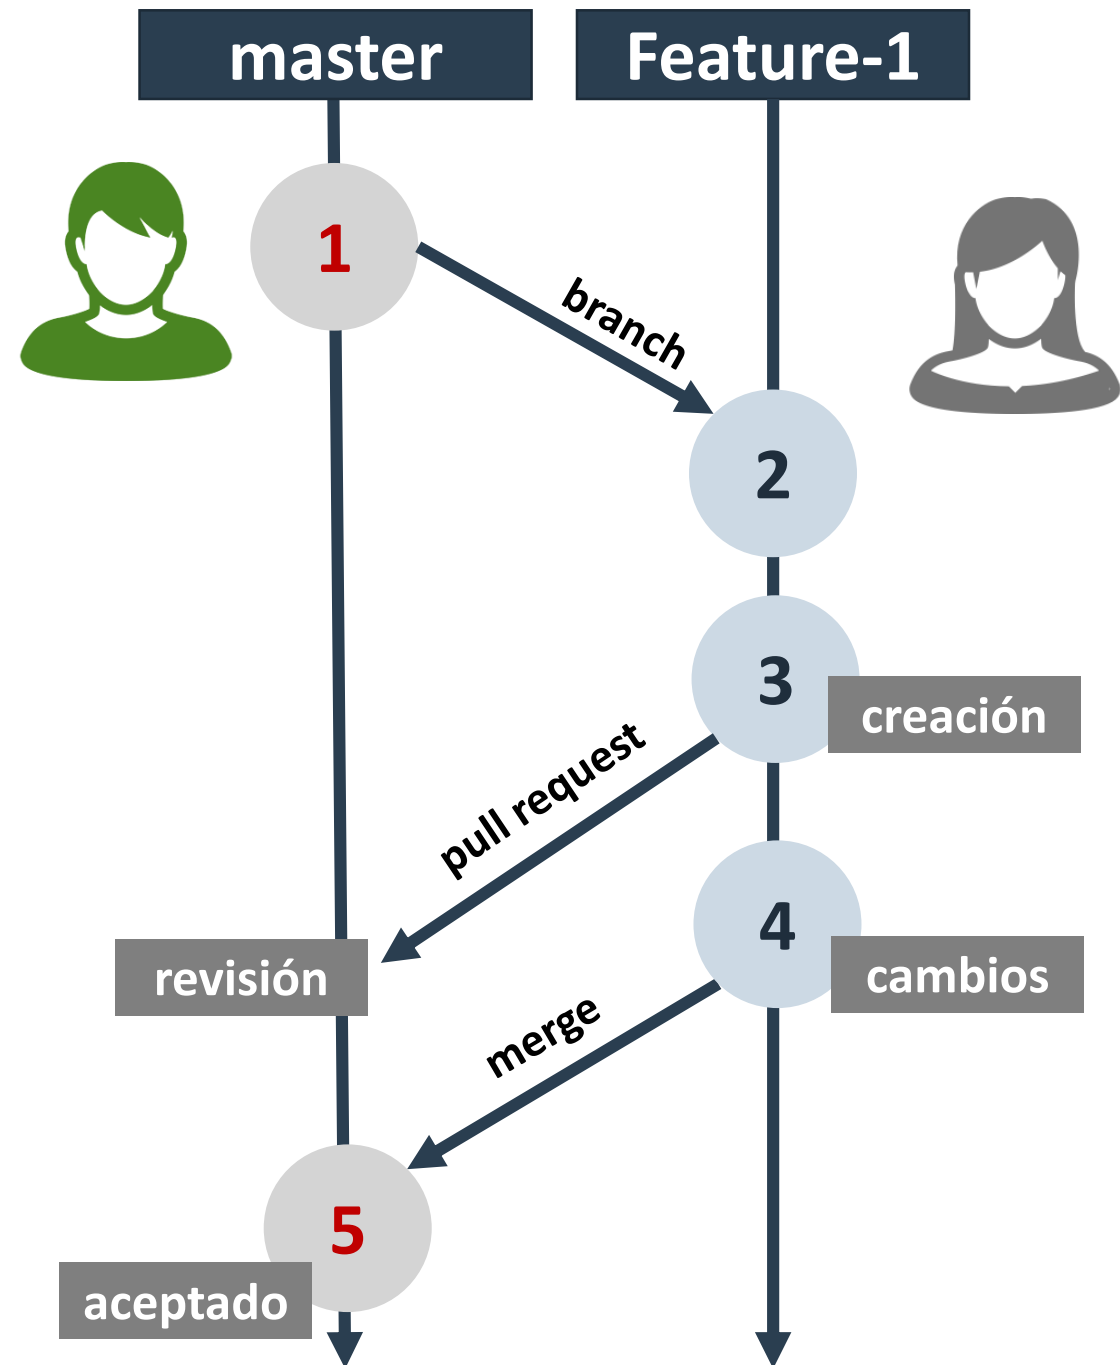 master
Feature-1
1
branch
2
3
creación
pull request
4
cambios
revisión
merge
5
aceptado